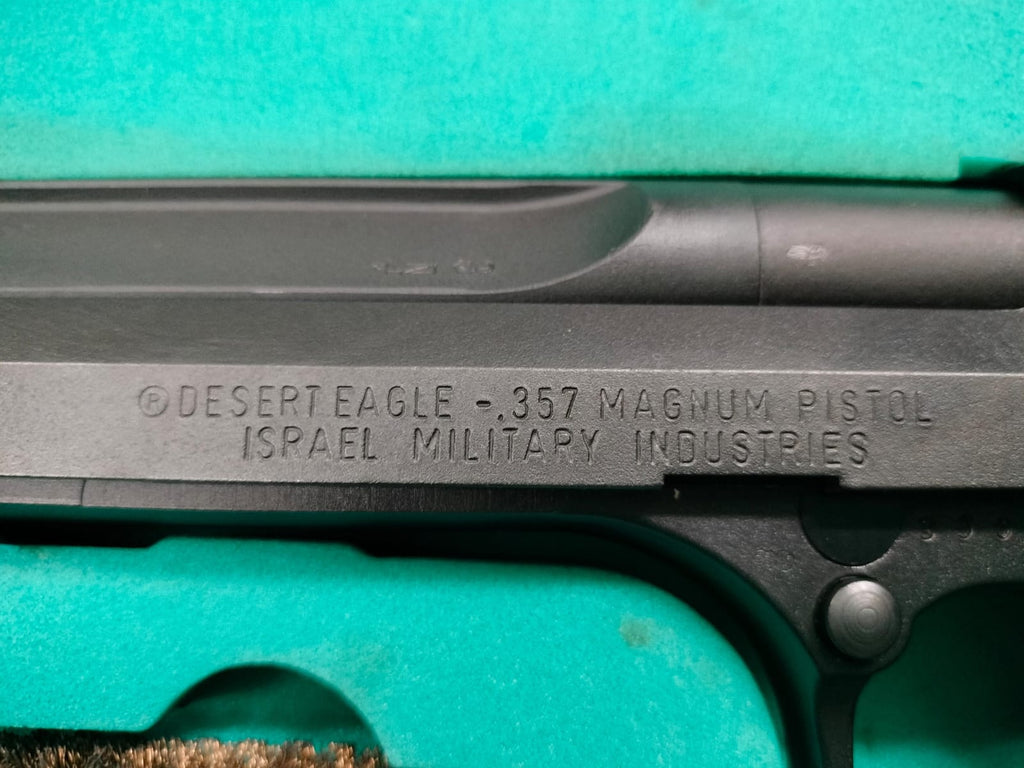 ®DESERT EAGLE -.357 MAGNUM PISTOL
ISRAEL MILITARY INDUSTRIES